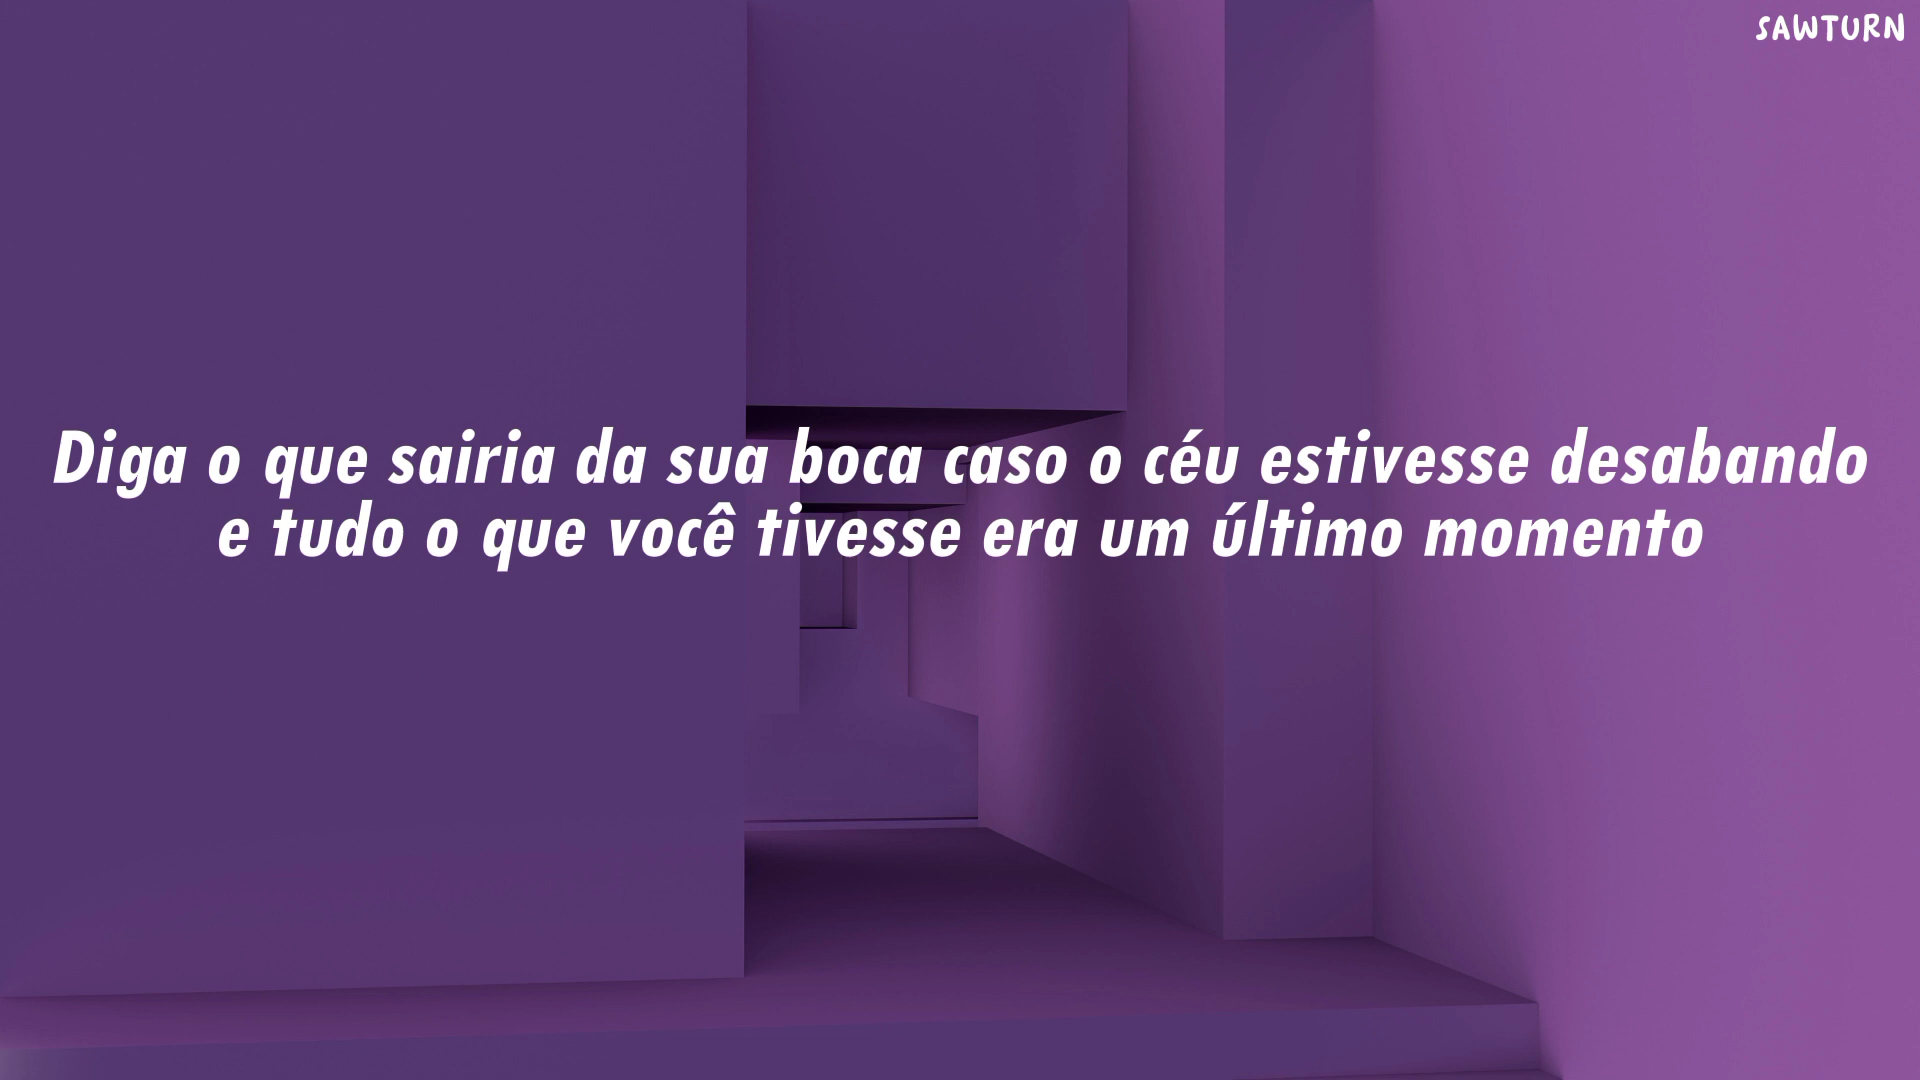 SAWTURN
Diga o que sairia da sua boca caso o céu estivesse desabando
e tudo o que você tivesse era um último momento